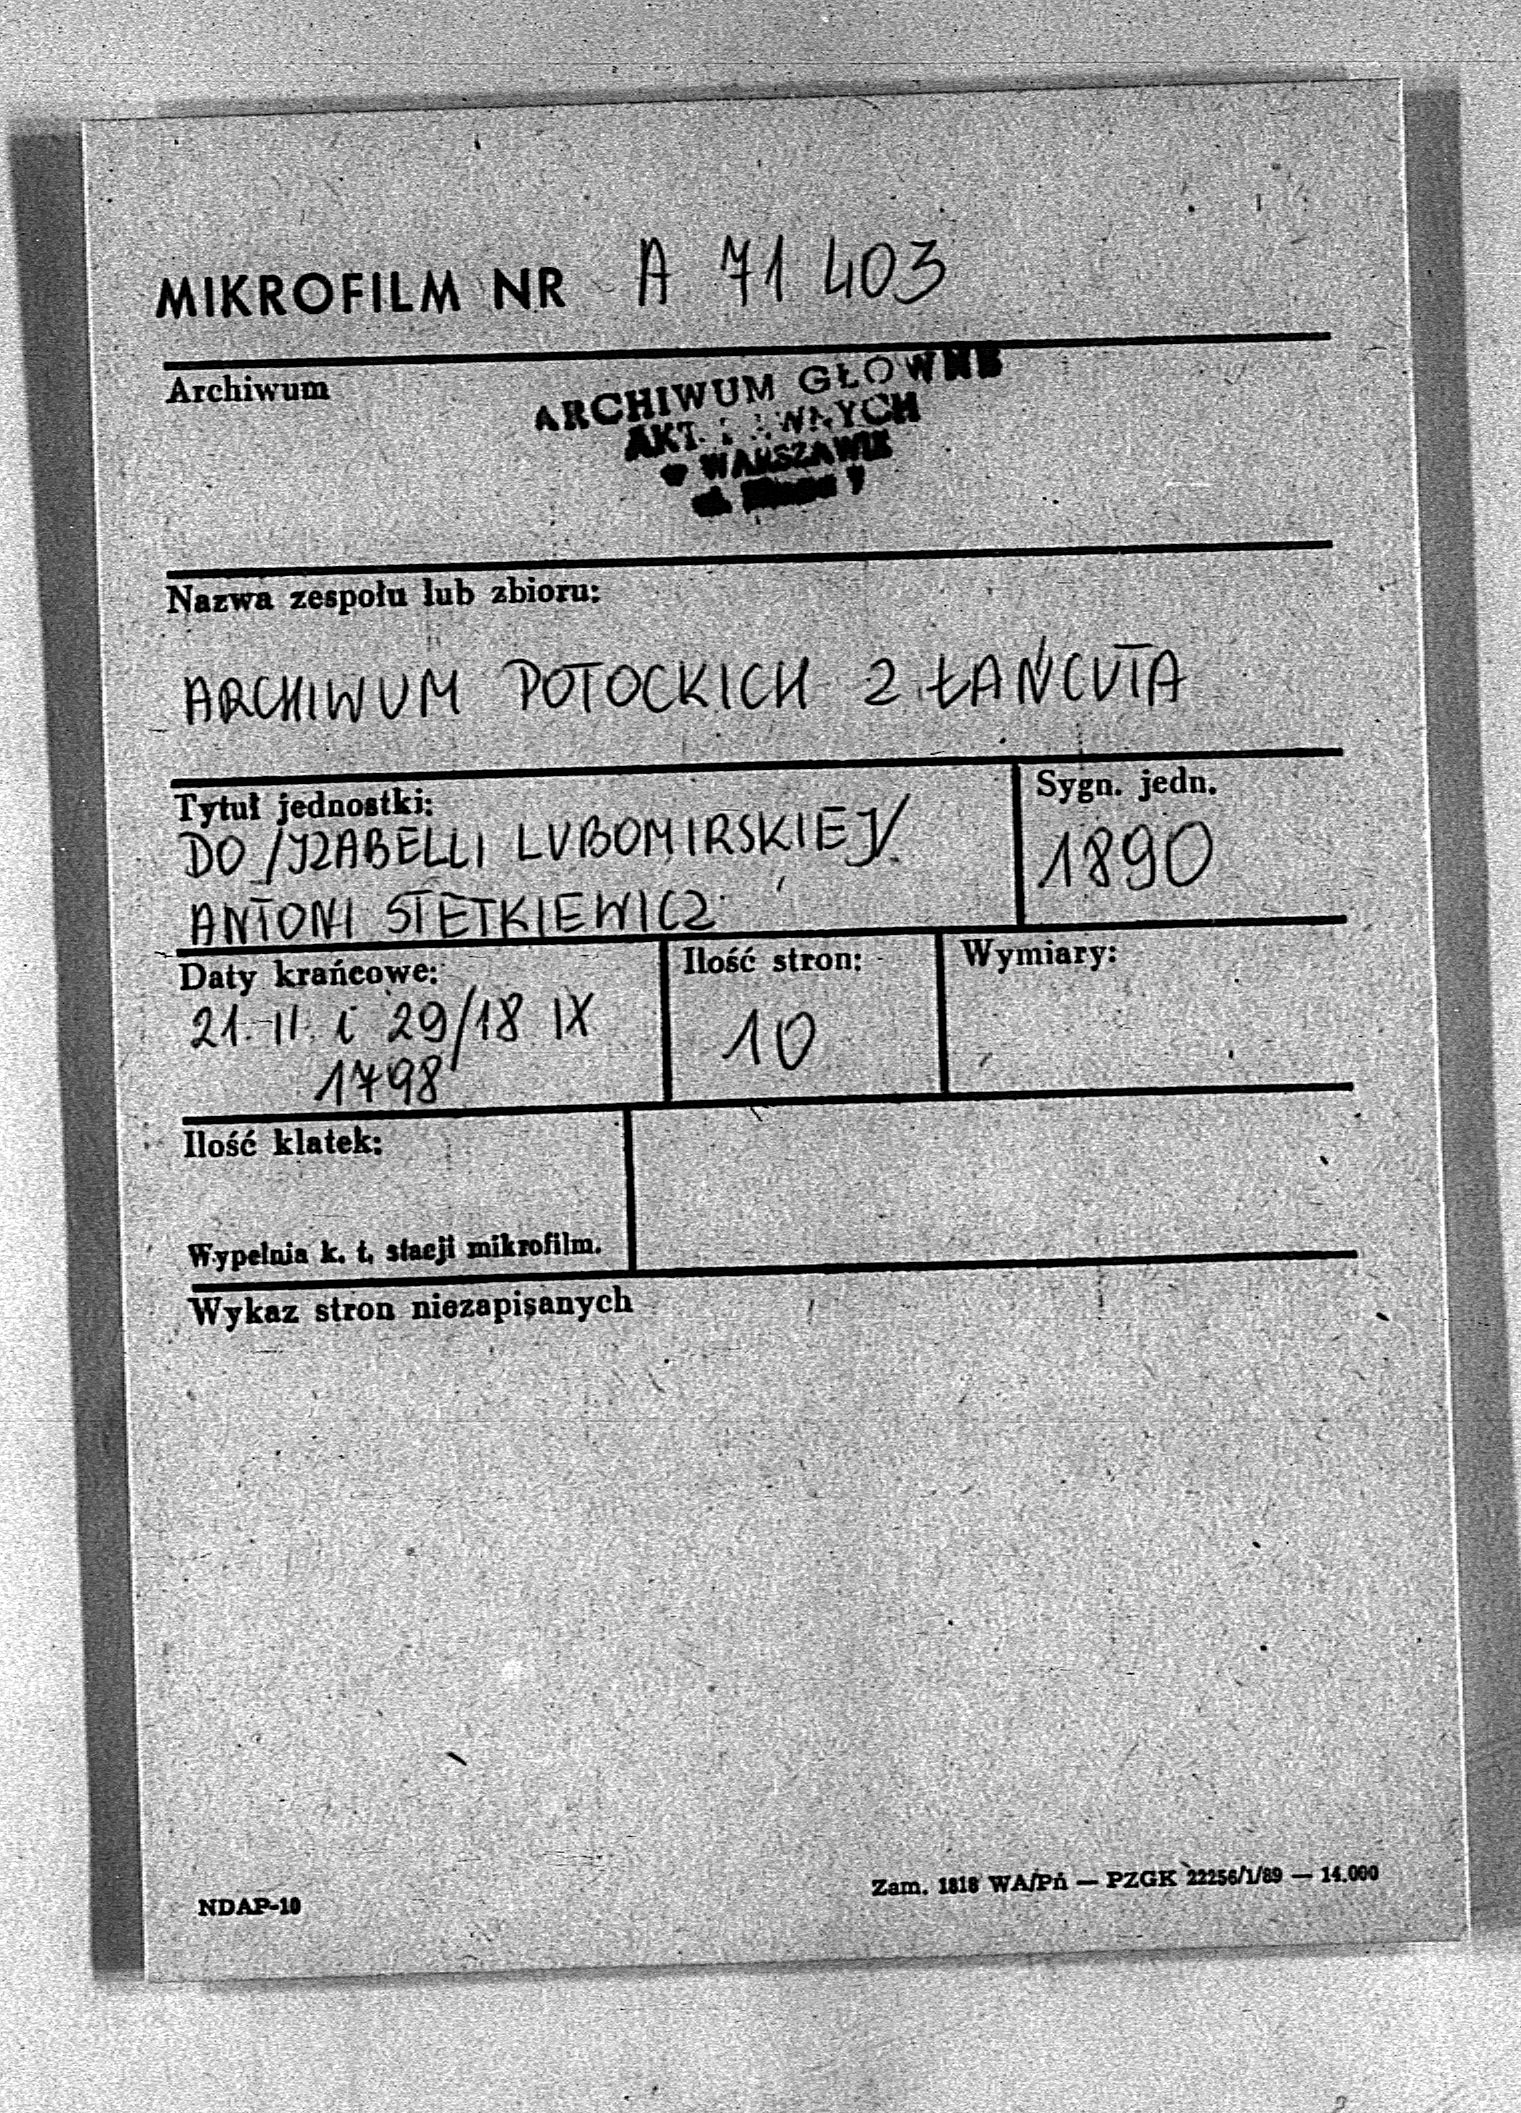 MIKROFILM NR A 71 403
Archiwum
ARCHIWUM GŁOWNE
AKT
W WARSZAWIE
ul. 7
Nazwa zespołu lub zbioru:
ARCHIWUM POTOCKICH Z ŁAŃCUTA
Tytuł jednostki:
Sygn. jedn.
DO /IZABELLI LUBOMIRSKIEJ/
1890
ANTONI STETKIEWICZ
Daty krańcowe:
Ilość stron:
Wymiary:
21. II. i 29/18 IX
10
1798
Ilość klatek:
Wypełnia k. t. stacji mikrofilm.
Wykaz stron niezapisanych
NDAP-10
Zam. 1818 WA/Pń — PZGK 22256/1/89 — 14.000